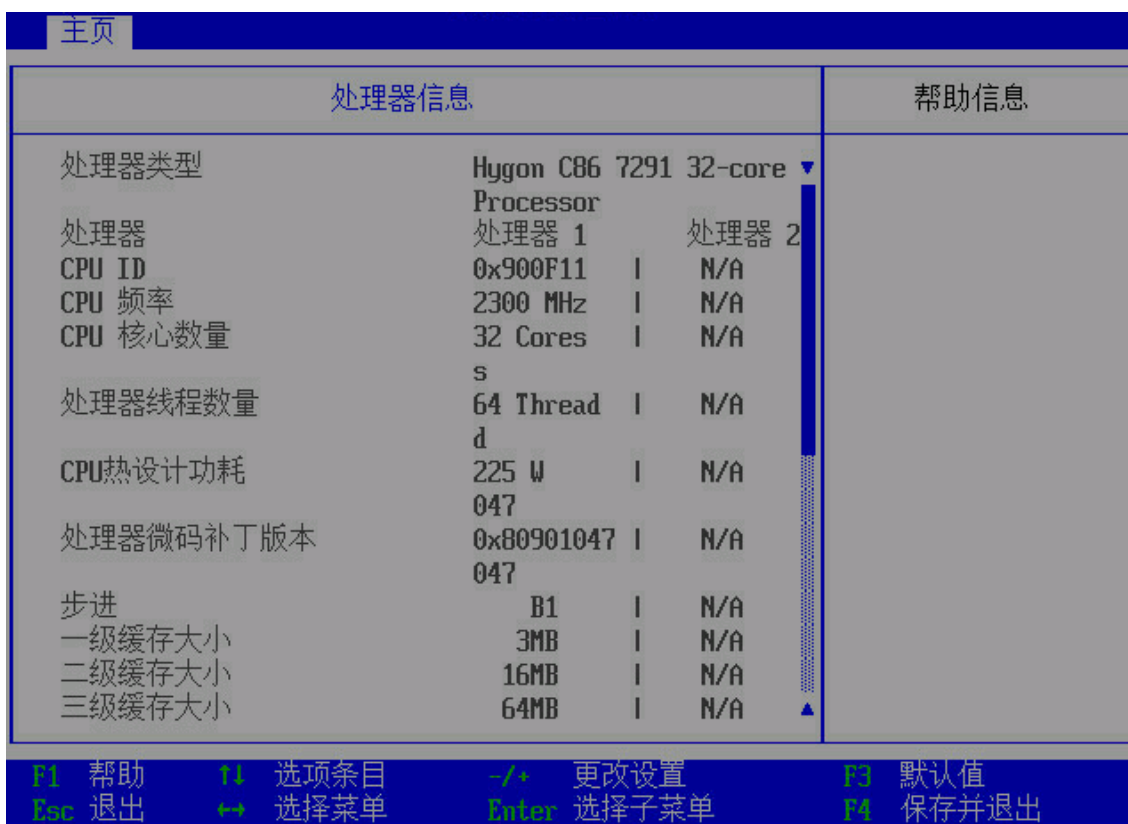 主页
处理器信息 帮助信息
处理器类型 Hygon C86 7291 32-core
Processor
处理器 处理器 1 处理器 2
CPU ID 0x900F11 | N/A
CPU 频率 2300 MHz | N/A
CPU 核心数量 32 Cores | N/A
s
处理器线程数量 64 Thread | N/A
d
CPU热设计功耗 225 W | N/A
047
处理器微码补丁版本 0x80901047 | N/A
047
步进 B1 | N/A
一级缓存大小 3MB | N/A
二级缓存大小 16MB | N/A
三级缓存大小 64MB | N/A
F1 帮助 ↑↓ 选项条目 -/+ 更改设置 F3 默认值
Esc 退出 ←→ 选择菜单 Enter 选择子菜单 F4 保存并退出